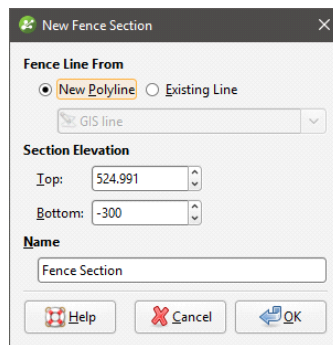 New Fence Section
Fence Line From
New Polyline Existing Line
GIS line
Section Elevation
Top: 524.991
Bottom: -300
Name
Fence Section
Help Cancel OK